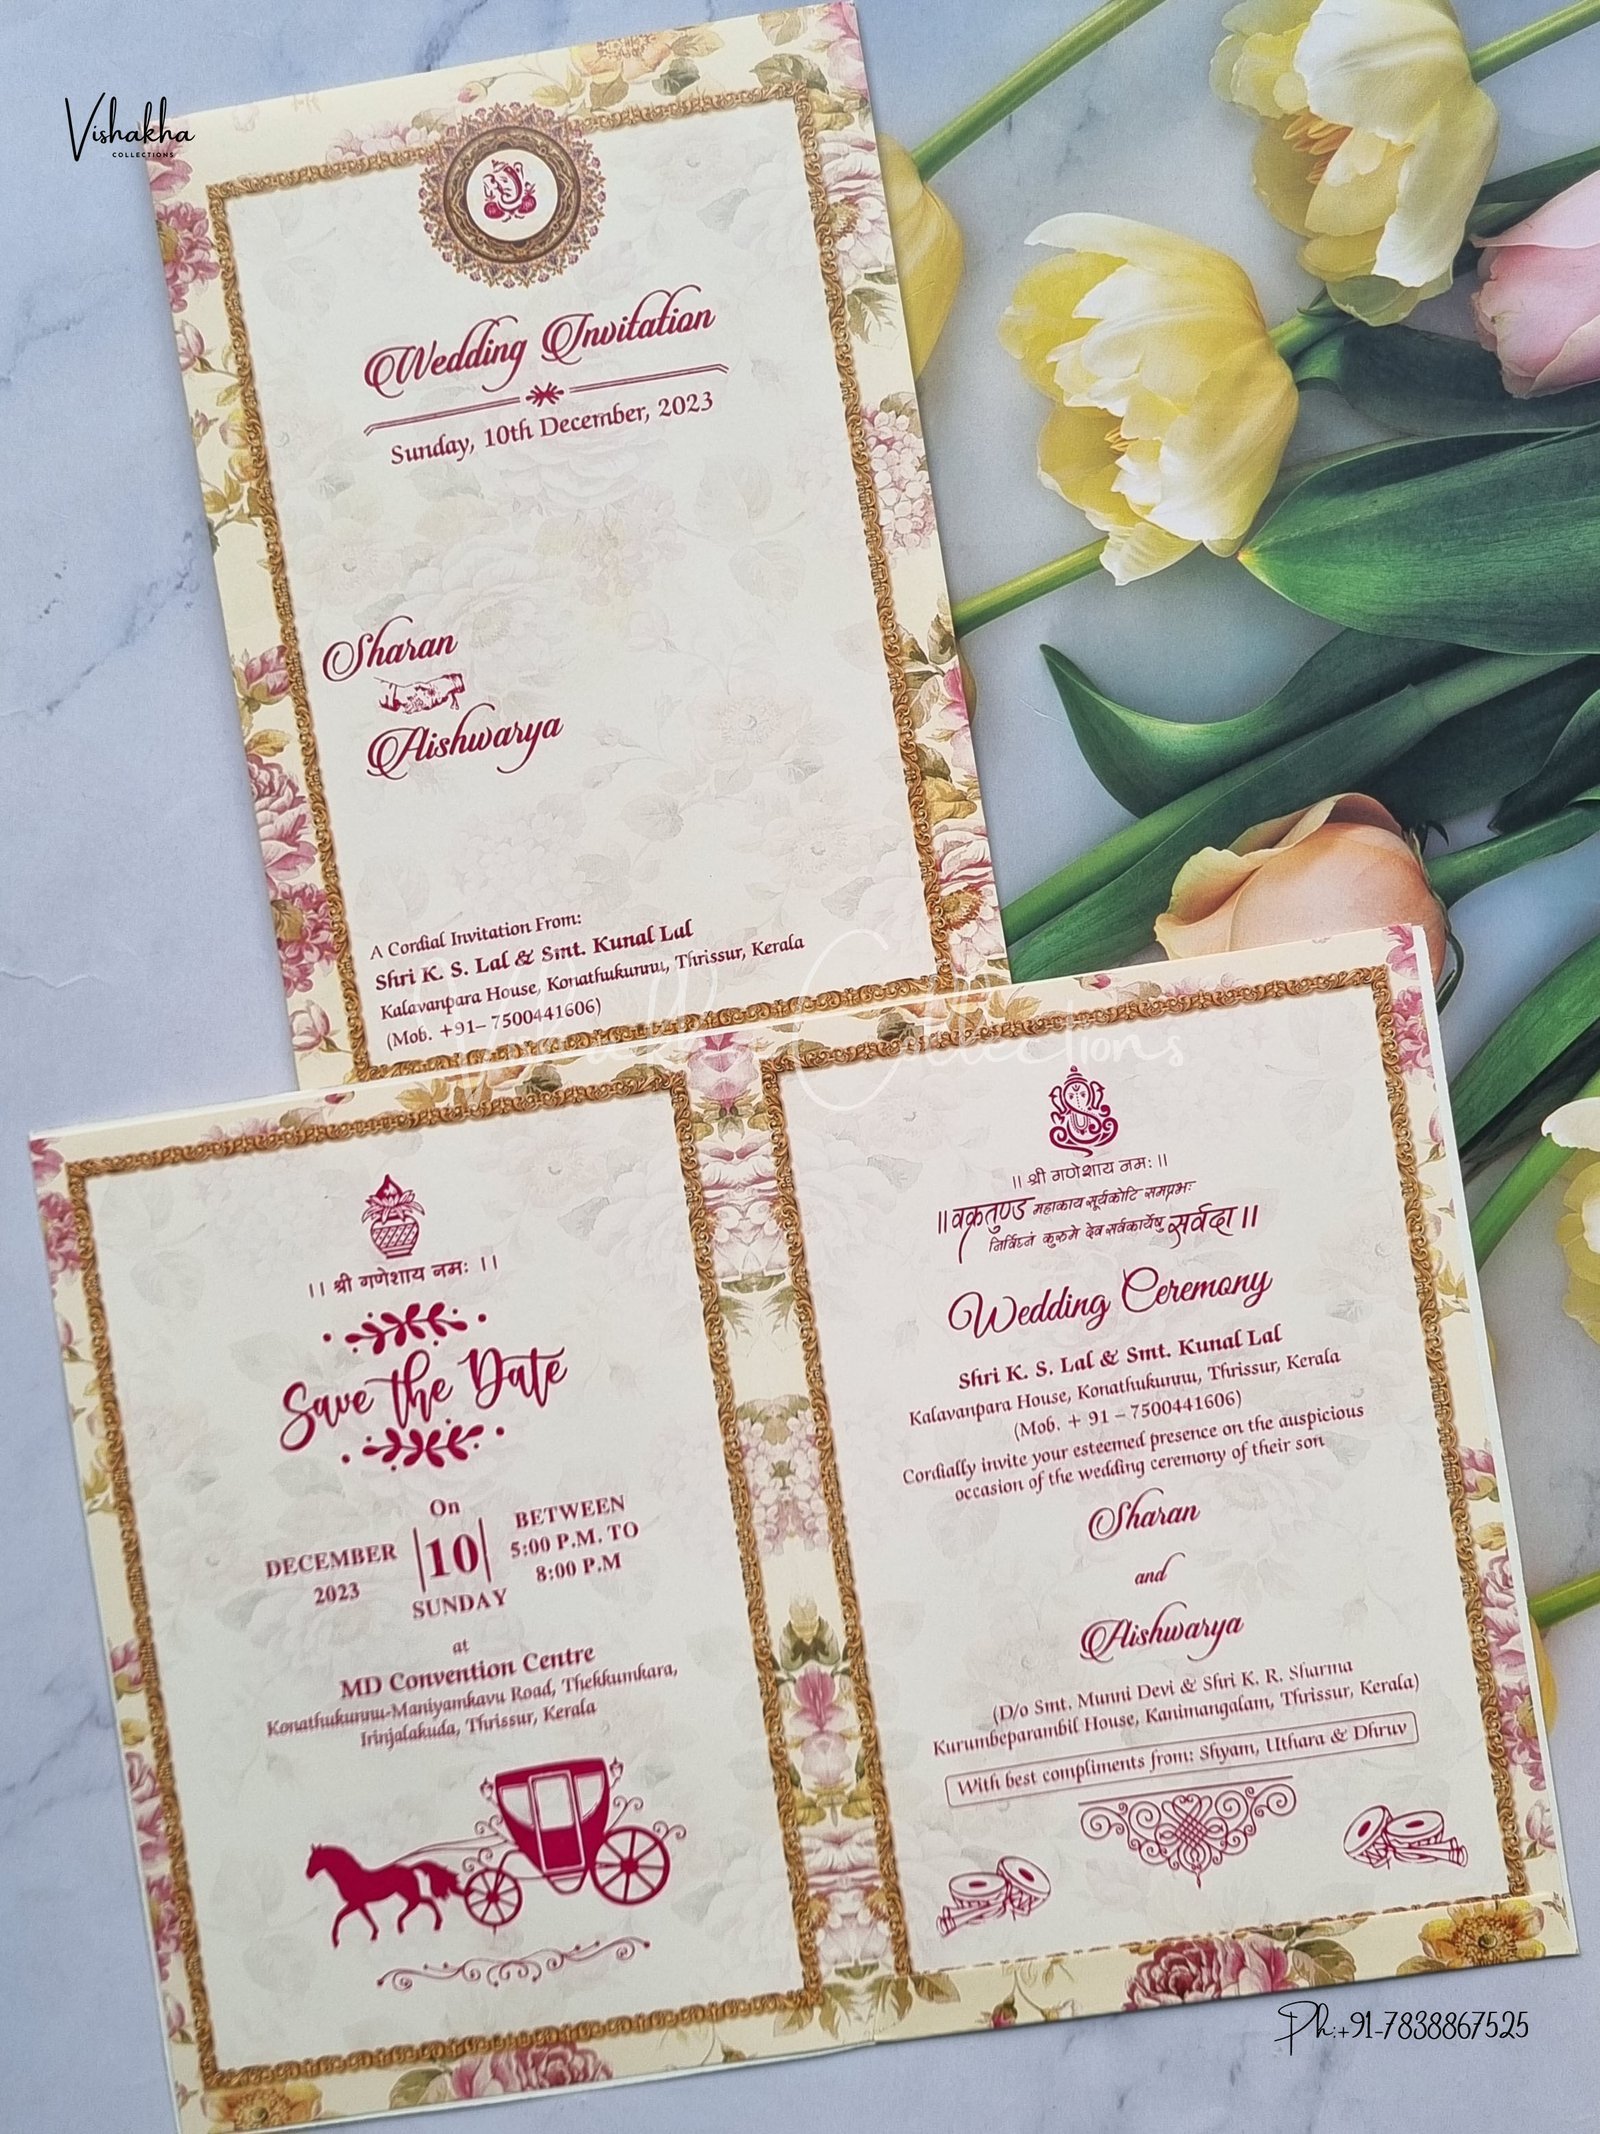 Vishakha
COLLECTIONS
Wedding Invitation
Sunday, 10th December, 2023
Sharan
Aishwarya
A Cordial Invitation From:
Shri K. S. Lal & Smt. Kunal Lal
Kalavanpara House, Konathukunnu, Thrissur, Kerala
(Mob. +91– 7500441606)
Vishakha Collections
।। श्री गणेशाय नमः ।।
Save the Date
On
DECEMBER
2023
|10|
SUNDAY
BETWEEN
5:00 P.M. TO
8:00 P.M
at
MD Convention Centre
Konathukunnu-Maniyamkavu Road, Thekkumkara,
Irinjalakuda, Thrissur, Kerala
।। श्री गणेशाय नमः ।।
।। वक्रतुण्ड महाकाय सूर्यकोटि समप्रभः
निर्विघ्नं कुरुमे देव सर्वकार्येषु सर्वदा ।।
Wedding Ceremony
Shri K. S. Lal & Smt. Kunal Lal
Kalavanpara House, Konathukunnu, Thrissur, Kerala
(Mob. + 91 – 7500441606)
Cordially invite your esteemed presence on the auspicious
occasion of the wedding ceremony of their son
Sharan
and
Aishwarya
(D/o Smt. Munni Devi & Shri K. R. Sharma
Kurumbeparambil House, Kanimangalam, Thrissur, Kerala)
With best compliments from: Shyam, Uthara & Dhruv
Ph:+91-7838867525